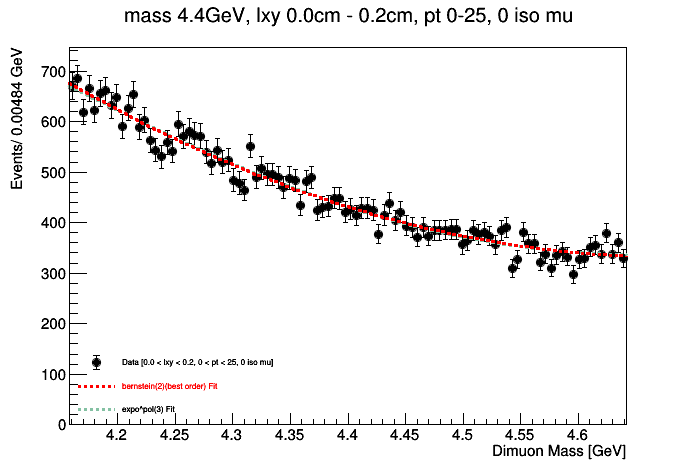 mass 4.4GeV, lxy 0.0cm - 0.2cm, pt 0-25, 0 iso mu
Events/ 0.00484 GeV
700
600
500
400
300
200
100
0
Data [0.0 < lxy < 0.2, 0 < pt < 25, 0 iso mu]
bernstein(2)(best order) Fit
expo^pol(3) Fit
4.2 4.25 4.3 4.35 4.4 4.45 4.5 4.55 4.6
Dimuon Mass [GeV]